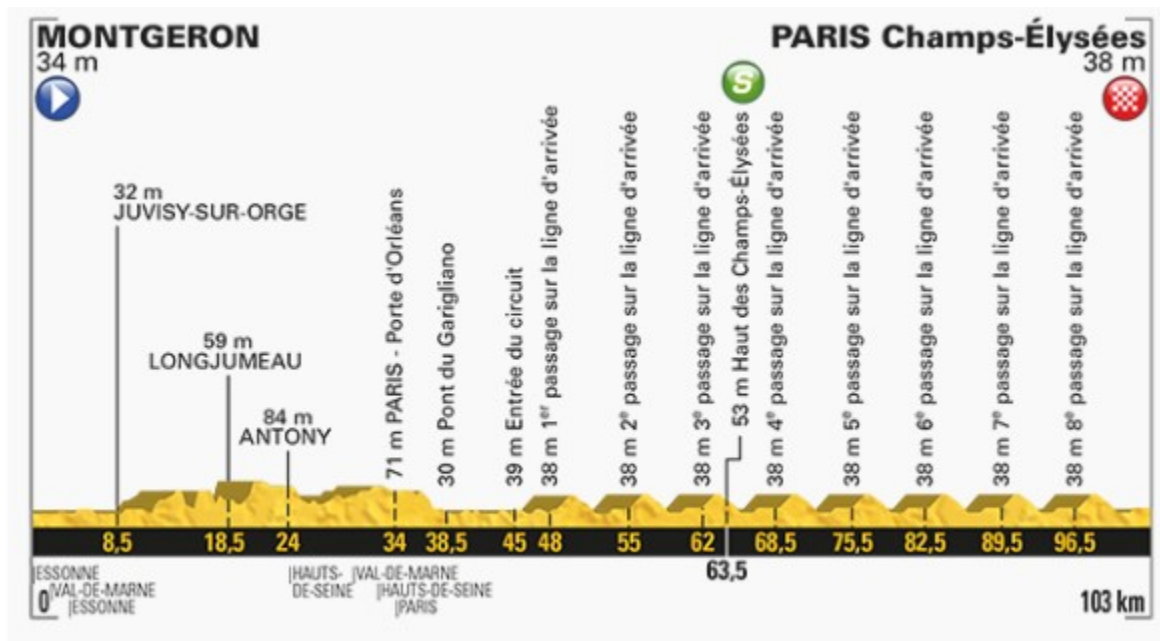 MONTGERON
34 m
PARIS Champs-Élysées
38 m
S
32 m
JUVISY-SUR-ORGE
59 m
LONGJUMEAU
84 m
ANTONY
71 m PARIS - Porte d'Orléans
30 m Pont du Garigliano
39 m Entrée du circuit
38 m 1er passage sur la ligne d'arrivée
38 m 2e passage sur la ligne d'arrivée
38 m 3e passage sur la ligne d'arrivée
53 m Haut des Champs-Élysées
38 m 4e passage sur la ligne d'arrivée
38 m 5e passage sur la ligne d'arrivée
38 m 6e passage sur la ligne d'arrivée
38 m 7e passage sur la ligne d'arrivée
38 m 8e passage sur la ligne d'arrivée
8,5 18,5 24 34 38,5 45 48 55 62 68,5 75,5 82,5 89,5 96,5
63,5
ESSONNE
VAL-DE-MARNE
ESSONNE
HAUTS-
DE-SEINE
VAL-DE-MARNE
HAUTS-DE-SEINE
PARIS
0
103 km